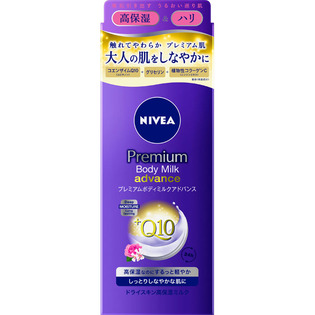 高保湿 & ハリ
触れてやわらか プレミアム肌
大人の肌をしなやかに
コエンザイムQ10
+
グリセリン
+
植物性コラーゲンC
NIVEA
Premium
Body Milk
advance
プレミアムボディミルクアドバンス
MOISTURE
+Q10
高保湿なのにするっと軽やか
しっとりしなやかな肌に